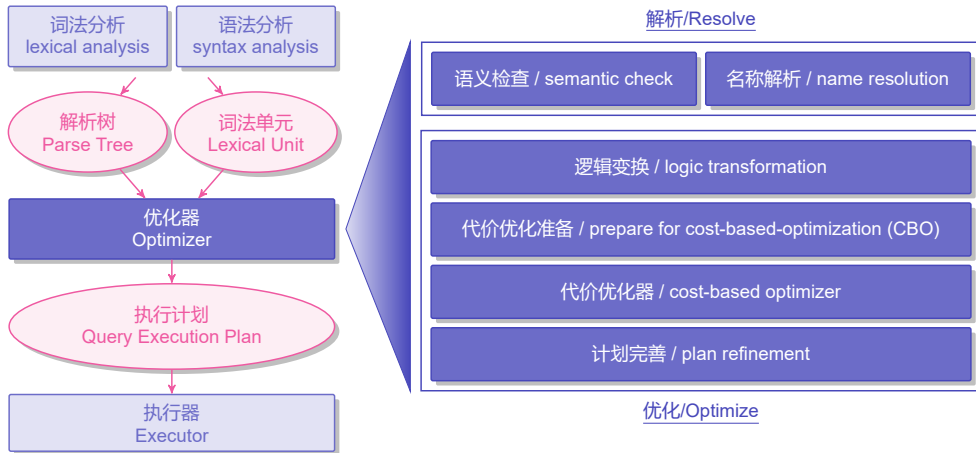 词法分析
lexical analysis
语法分析
syntax analysis
解析树
Parse Tree
词法单元
Lexical Unit
优化器
Optimizer
执行计划
Query Execution Plan
执行器
Executor
解析/Resolve
语义检查 / semantic check
名称解析 / name resolution
逻辑变换 / logic transformation
代价优化准备 / prepare for cost-based-optimization (CBO)
代价优化器 / cost-based optimizer
计划完善 / plan refinement
优化/Optimize